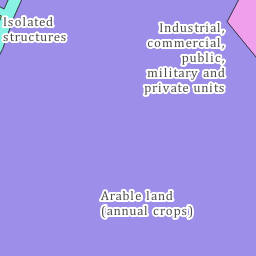 Isolated
structures
Industrial,
commercial,
public,
military and
private units
Arable land
(annual crops)